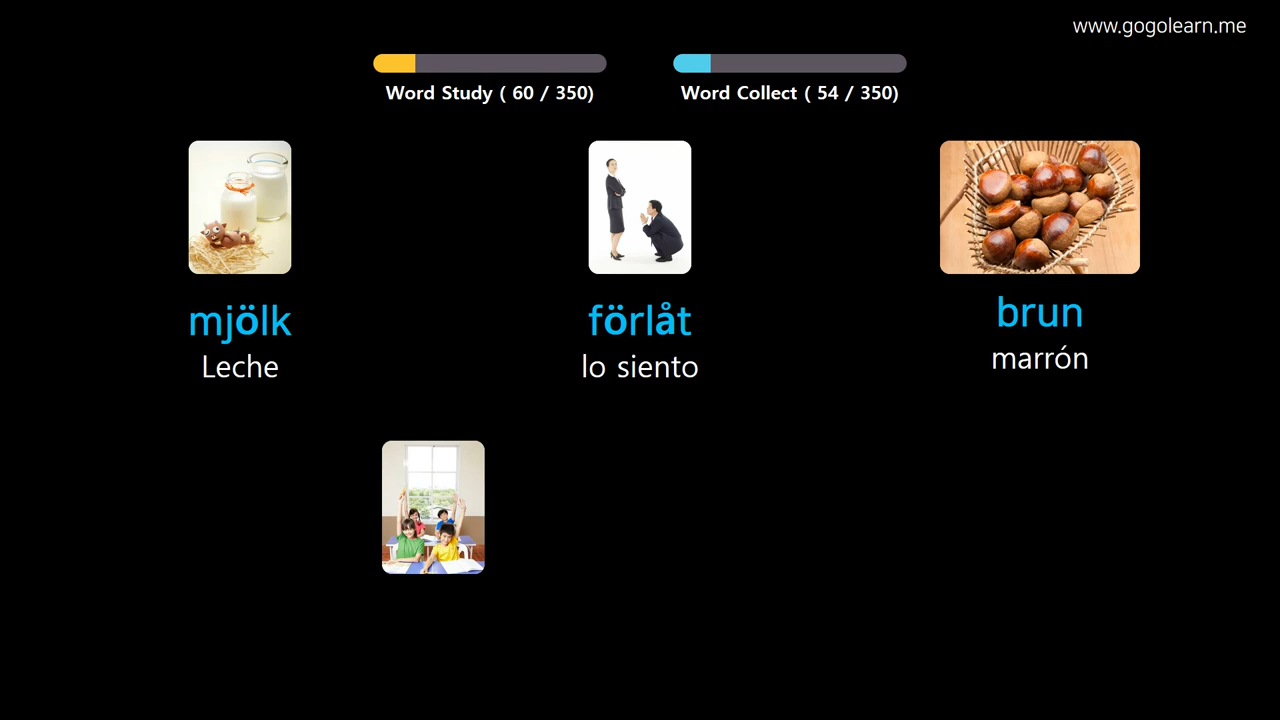 www.gogolearn.me
Word Study ( 60 / 350)
Word Collect ( 54 / 350)
mjölk
Leche
förlåt
lo siento
brun
marrón